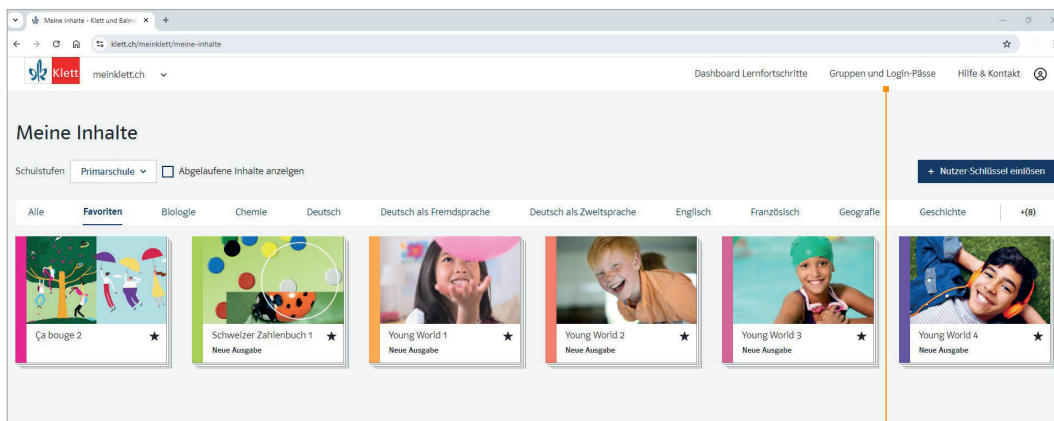 Meine Inhalte - Klett und Balme
klett.ch/meinklett/meine-inhalte
Klett meinklett.ch Dashboard Lernfortschritte Gruppen und Login-Pässe Hilfe & Kontakt
Meine Inhalte
Schulstufen Primarschule Abgelaufene Inhalte anzeigen + Nutzer-Schlüssel einlösen
Alle Favoriten Biologie Chemie Deutsch Deutsch als Fremdsprache Deutsch als Zweitsprache Englisch Französisch Geografie Geschichte +(8)
Ça bouge 2
Schweizer Zahlenbuch 1
Neue Ausgabe
Young World 1
Neue Ausgabe
Young World 2
Neue Ausgabe
Young World 3
Neue Ausgabe
Young World 4
Neue Ausgabe